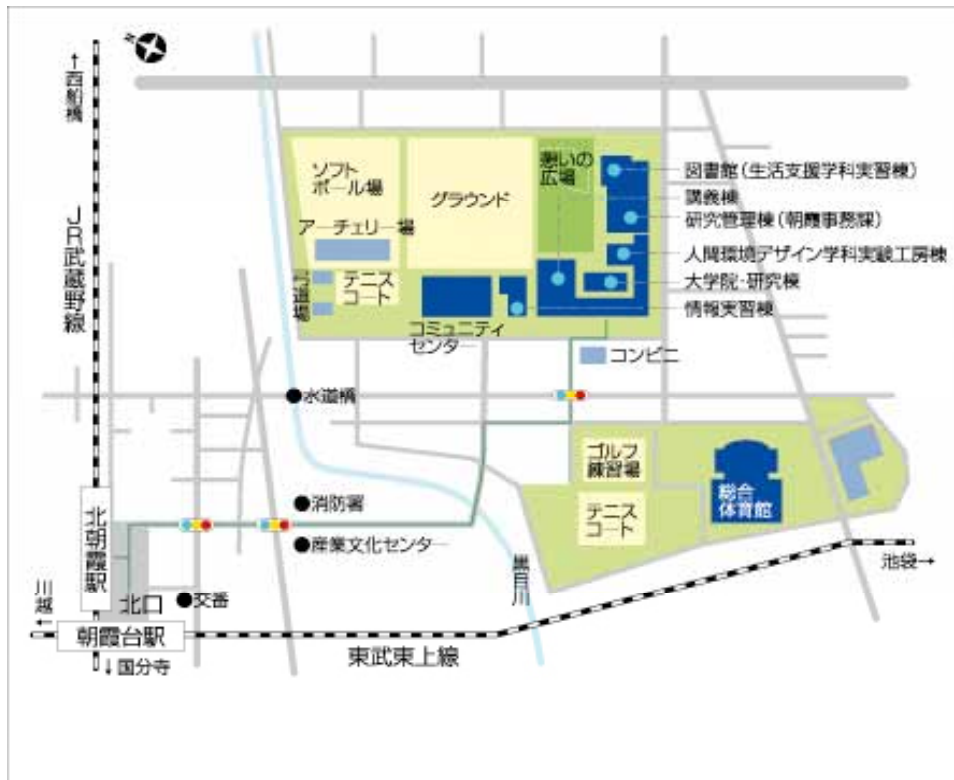 N
↑西船橋
JR武蔵野線
ソフト
ボール場
グラウンド
憩いの
広場
図書館(生活支援学科実習棟)
講義棟
研究管理棟(朝霞事務課)
人間環境デザイン学科実験工房棟
大学院・研究棟
情報実習棟
アーチェリー場
弓道場
テニス
コート
コミュニティ
センター
コンビニ
水道橋
ゴルフ
練習場
総合
体育館
テニス
コート
消防署
産業文化センター
黒目川
北朝霞駅
北口
交番
川越
←
朝霞台駅
↓国分寺
東武東上線
池袋→